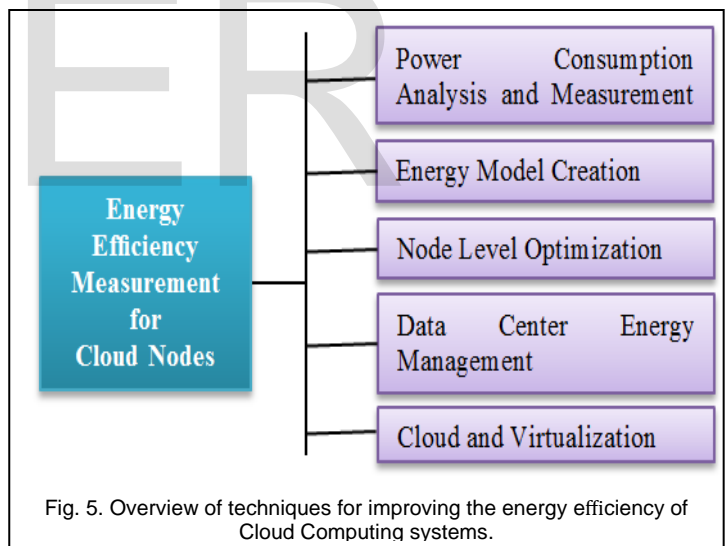 Energy
Efficiency
Measurement
for
Cloud Nodes
Power Consumption
Analysis and Measurement
Energy Model Creation
Node Level Optimization
Data Center Energy
Management
Cloud and Virtualization
Fig. 5. Overview of techniques for improving the energy efficiency of
Cloud Computing systems.
ER